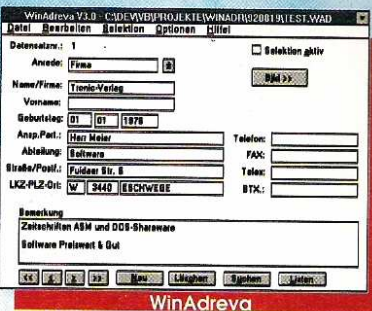 WinAdreva V3.0 - C:\DEV\VB\PROJEKTE\WINADR\920819\TEST.WAD
Datei Bearbeiten Selektion Optionen Hilfe!
Datensatznr.: 1
Selektion aktiv
Anrede: Firma
Bild >>
Name/Firma: Tronic-Verlag
Vorname:
Geburtstag: 01 01 1976
Ansp.Part.: Herr Meier
Telefon:
Abteilung: Software
FAX:
Straße/Postf.: Fuldaer Str. 6
Telex:
LKZ-PLZ-Ort: W 3440 ESCHWEGE
BTX.:
Bemerkung
Zeitschriften ASM und DOS-Shareware
Software Preiswert & Gut
<< < > >> Neu Löschen Suchen Listen
WinAdreva